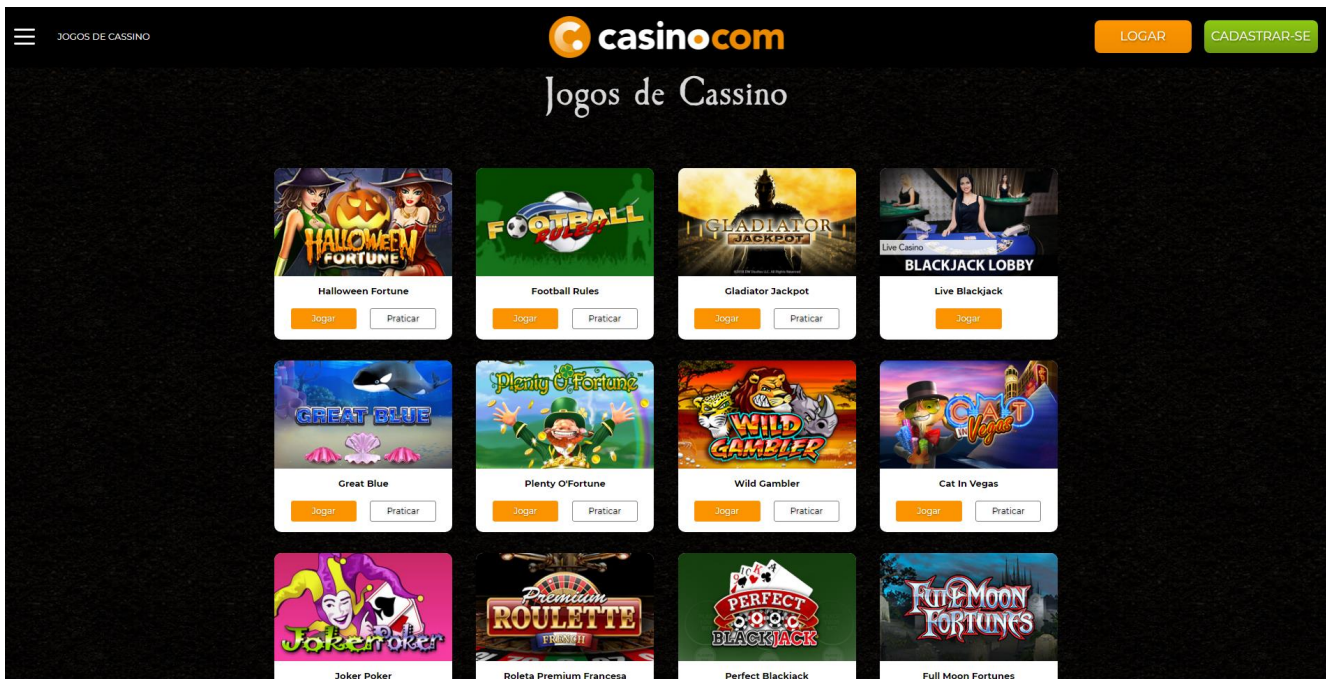 JOGOS DE CASSINO
casinocom
LOGAR
CADASTRAR-SE
Jogos de Cassino
HALLOWEEN
FORTUNE
Halloween Fortune
Jogar
Praticar
FOOTBALL
RULES!
Football Rules
Jogar
Praticar
GLADIATOR
JACKPOT
Gladiator Jackpot
Jogar
Praticar
Live Casino
BLACKJACK LOBBY
Live Blackjack
Jogar
GREAT BLUE
Great Blue
Jogar
Praticar
Plenty O'Fortune™
Plenty O'Fortune
Jogar
Praticar
WILD
GAMBLER
Wild Gambler
Jogar
Praticar
CAT
IN Vegas
Cat In Vegas
Jogar
Praticar
Joker Poker
Joker Poker
Premium
ROULETTE
FRENCH
Roleta Premium Francesa
PERFECT
BLACKJACK
Perfect Blackjack
FULL MOON
FORTUNES
Full Moon Fortunes